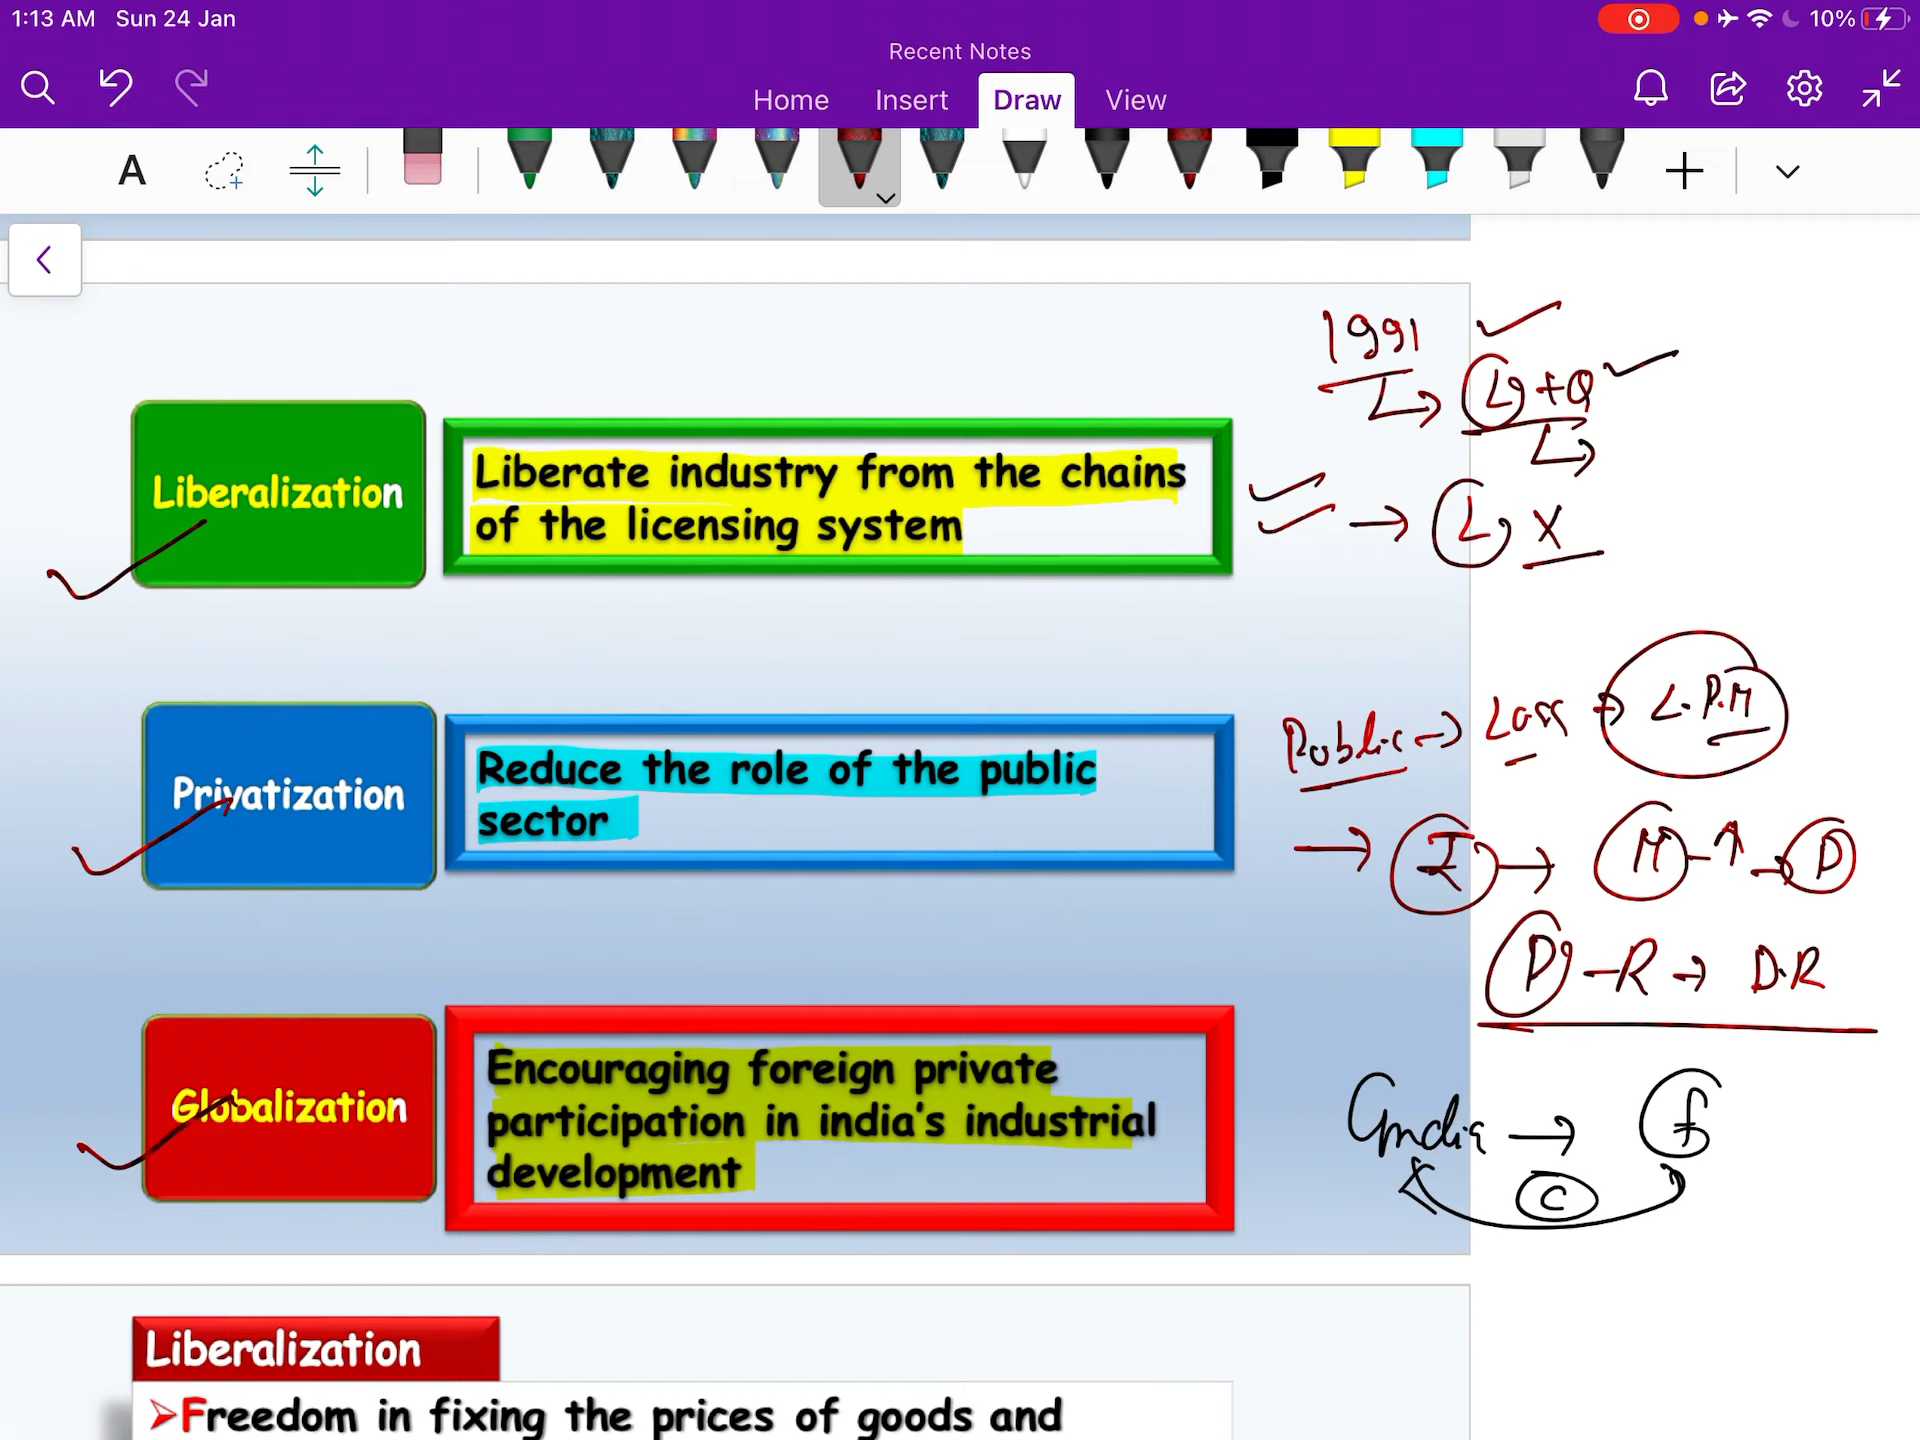 1:13 AM Sun 24 Jan
10%
Recent Notes
Home Insert Draw View
A
1991
L + Q
Liberalization
Liberate industry from the chains
of the licensing system
L X
Public → Loss → L.P.M
Privatization
Reduce the role of the public
sector
→ I → M - ↑ → P
P - R → D.R
Globalization
Encouraging foreign private
participation in india's industrial
development
India → f
C
Liberalization
➢Freedom in fixing the prices of goods and